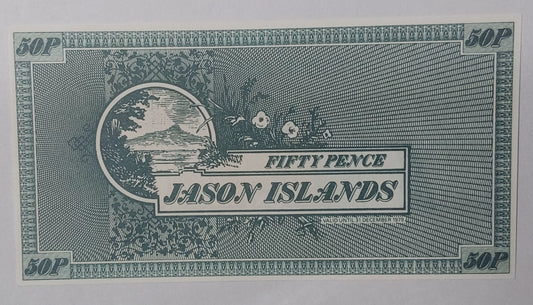 50P 50P
FIFTY PENCE
JASON ISLANDS
50P 50P